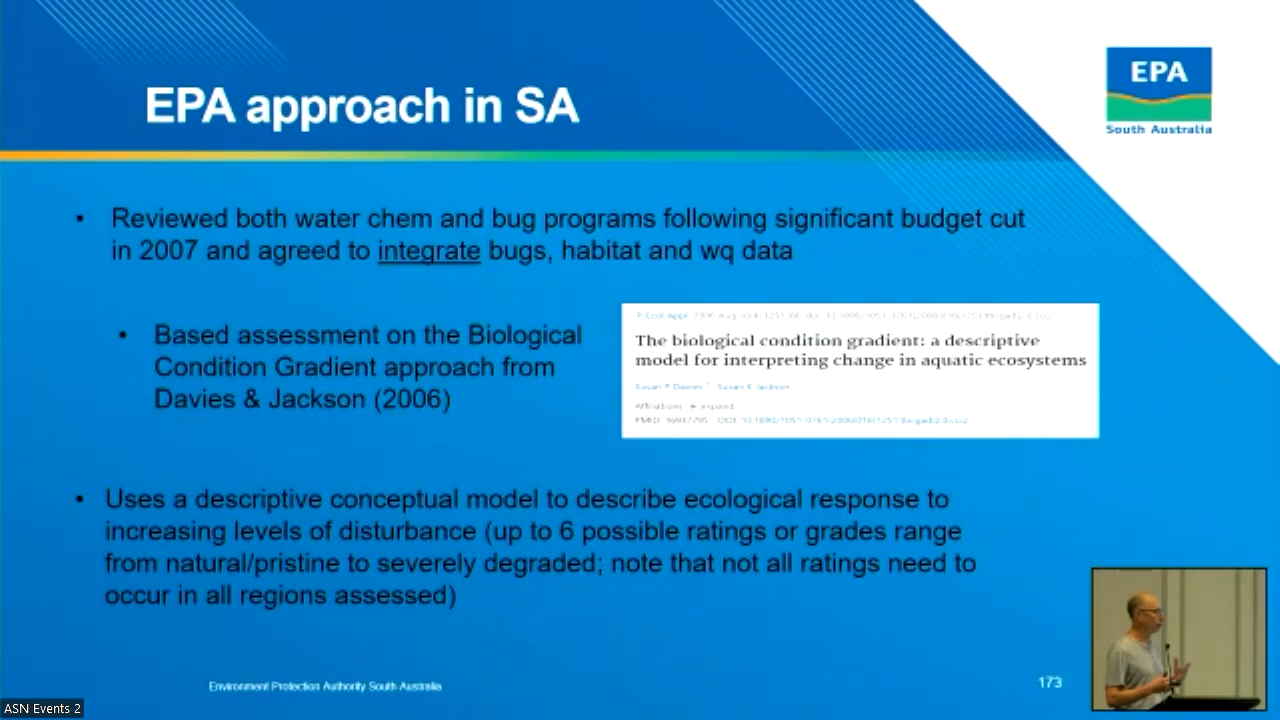 EPA approach in SA
EPA
South Australia
• Reviewed both water chem and bug programs following significant budget cut
in 2007 and agreed to integrate bugs, habitat and wq data
• Based assessment on the Biological
Condition Gradient approach from
Davies & Jackson (2006)
The biological condition gradient: a descriptive
model for interpreting change in aquatic ecosystems
Susan P Davies 1, Susan K Jackson
Affiliations + expand
• Uses a descriptive conceptual model to describe ecological response to
increasing levels of disturbance (up to 6 possible ratings or grades range
from natural/pristine to severely degraded; note that not all ratings need to
occur in all regions assessed)
Environment Protection Authority South Australia
173
ASN Events 2